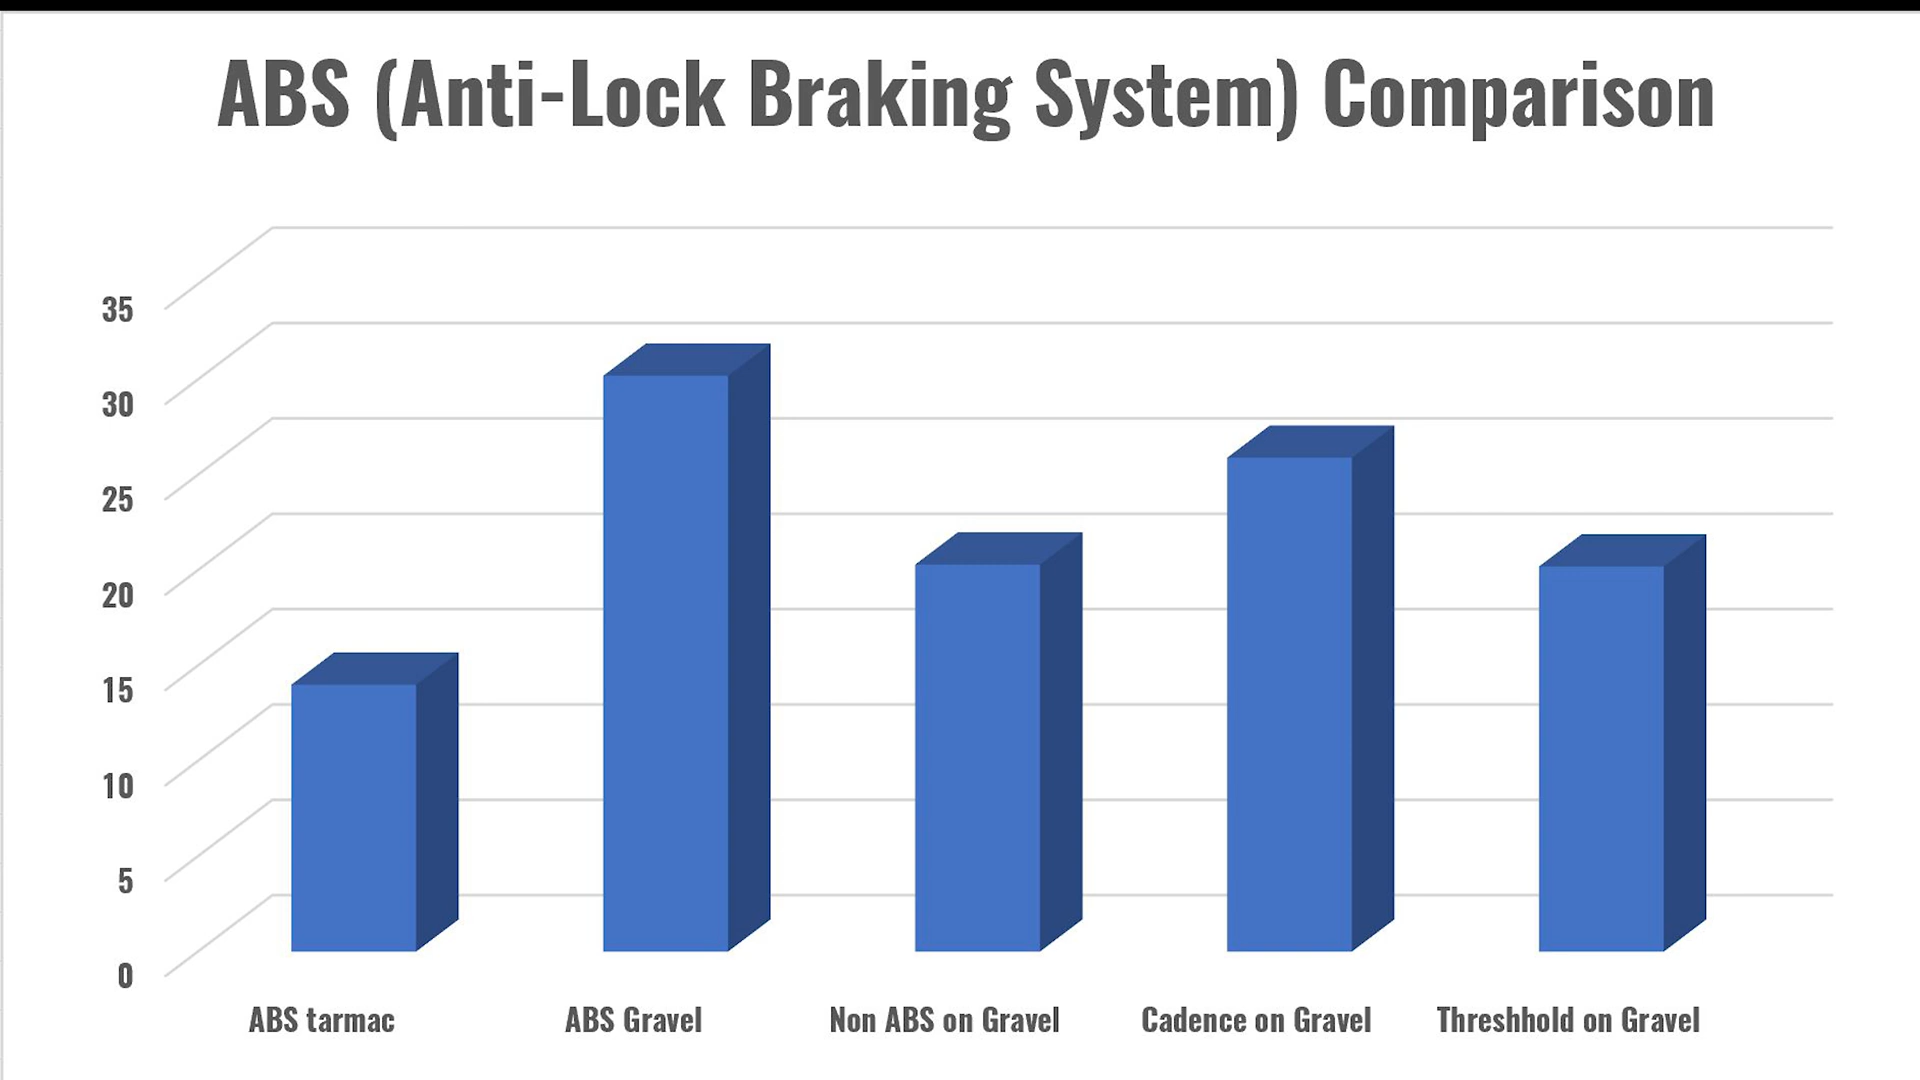 ABS (Anti-Lock Braking System) Comparison
35
30
25
20
15
10
5
0
ABS tarmac
ABS Gravel
Non ABS on Gravel
Cadence on Gravel
Threshhold on Gravel